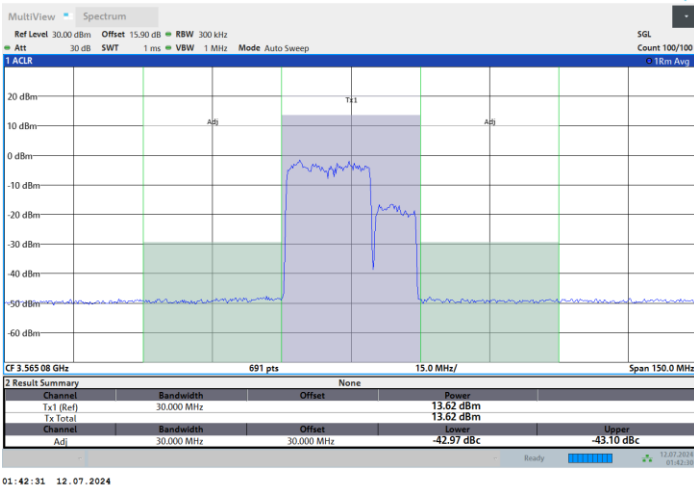 MultiView Spectrum
Ref Level 30.00 dBm Offset 15.90 dB RBW 300 kHz SGL
Att 30 dB SWT 1 ms VBW 1 MHz Mode Auto Sweep Count 100/100
1 ACLR 1Rm Avg
Tx1
Adj Adj
20 dBm
10 dBm
0 dBm
-10 dBm
-20 dBm
-30 dBm
-40 dBm
-50 dBm
-60 dBm
CF 3.565 08 GHz 691 pts 15.0 MHz/ Span 150.0 MHz
2 Result Summary None
Channel Bandwidth Offset Power
Tx1 (Ref) 30.000 MHz 13.62 dBm
Tx Total 13.62 dBm
Channel Bandwidth Offset Lower Upper
Adj 30.000 MHz 30.000 MHz -42.97 dBc -43.10 dBc
Ready 12.07.2024
01:42:30
01:42:31 12.07.2024